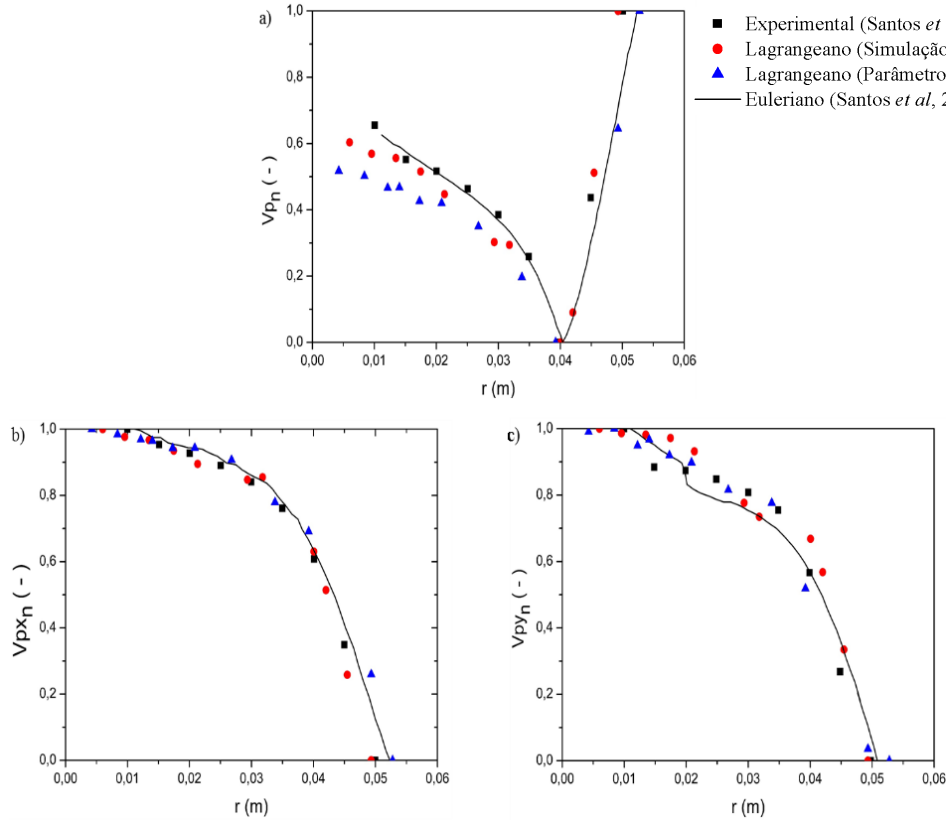 a)
Experimental (Santos et
Lagrangeano (Simulação
Lagrangeano (Parâmetro
Euleriano (Santos et al, 2
1,0
0,8
0,6
0,4
0,2
0,0
Vp n ( - )
0,00 0,01 0,02 0,03 0,04 0,05 0,06
r (m)
b)
1,0
0,8
0,6
0,4
0,2
0,0
Vpx n ( - )
0,00 0,01 0,02 0,03 0,04 0,05 0,06
r (m)
c)
1,0
0,8
0,6
0,4
0,2
0,0
Vpy n ( - )
0,00 0,01 0,02 0,03 0,04 0,05 0,06
r (m)